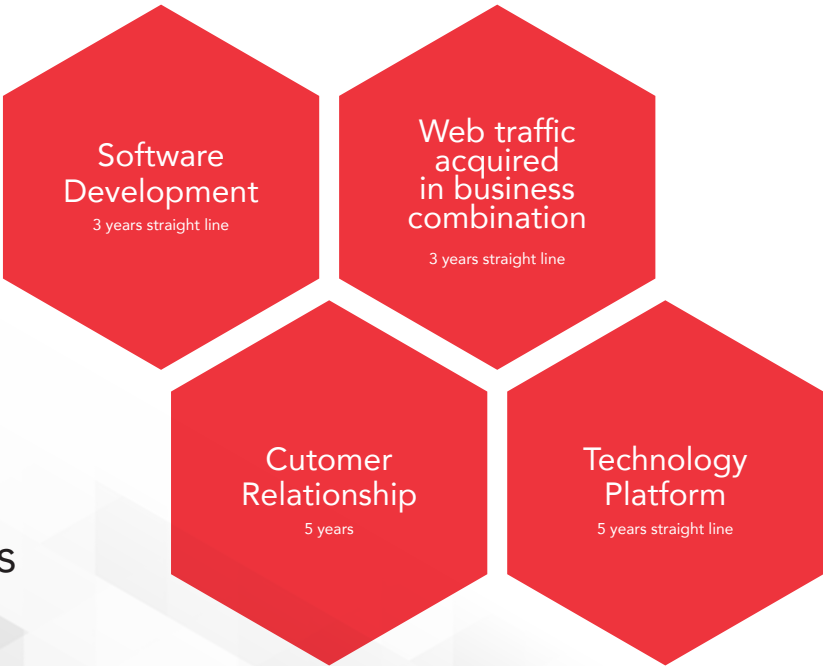 Software
Development
3 years straight line
Web traffic
acquired
in business
combination
3 years straight line
Cutomer
Relationship
5 years
Technology
Platform
5 years straight line
s